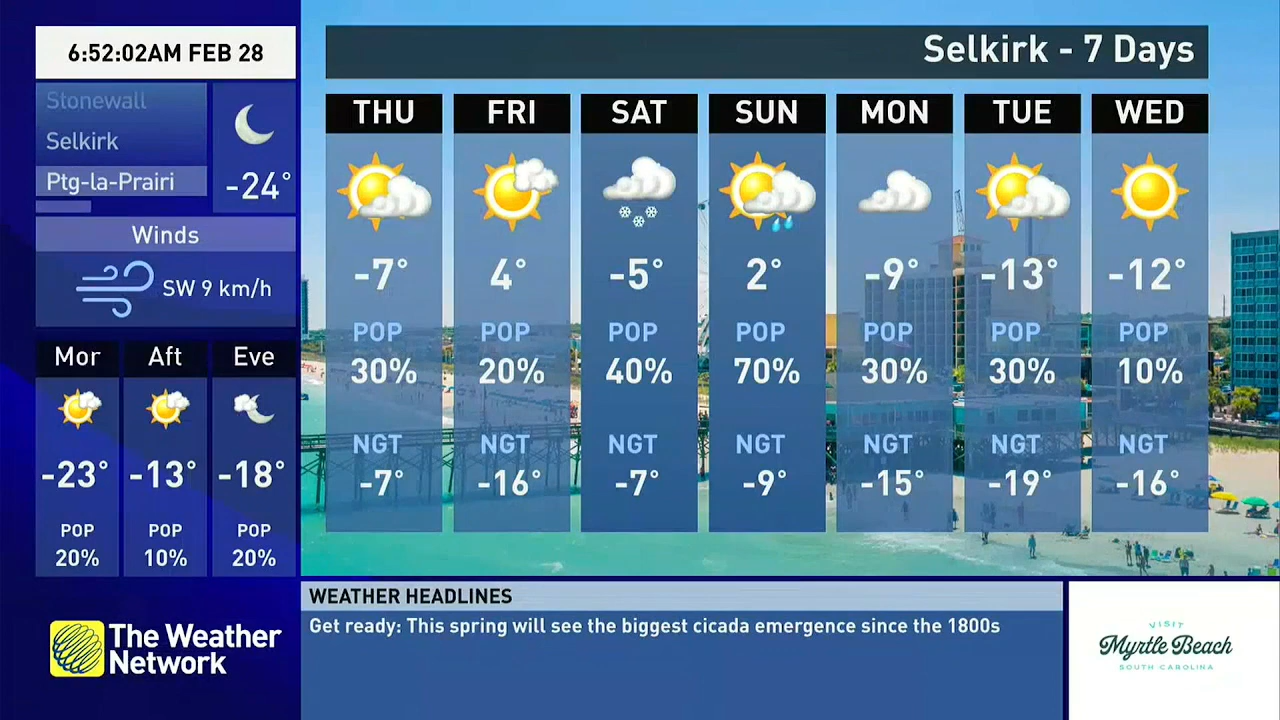 6:52:02AM FEB 28
Stonewall
Selkirk
Ptg-la-Prairi
-24°
Winds
SW 9 km/h
Mor Aft Eve
-23° -13° -18°
POP POP POP
20% 10% 20%
The Weather
Network
Selkirk - 7 Days
THU FRI SAT SUN MON TUE WED
-7° 4° -5° 2° -9° -13° -12°
POP POP POP POP POP POP POP
30% 20% 40% 70% 30% 30% 10%
NGT NGT NGT NGT NGT NGT NGT
-7° -16° -7° -9° -15° -19° -16°
WEATHER HEADLINES
Get ready: This spring will see the biggest cicada emergence since the 1800s
VISIT
Myrtle Beach
SOUTH CAROLINA